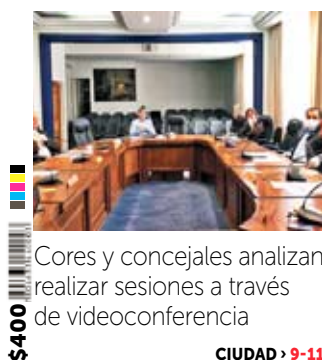 Cores y concejales analizan
realizar sesiones a través
de videoconferencia
$400
CIUDAD › 9-11